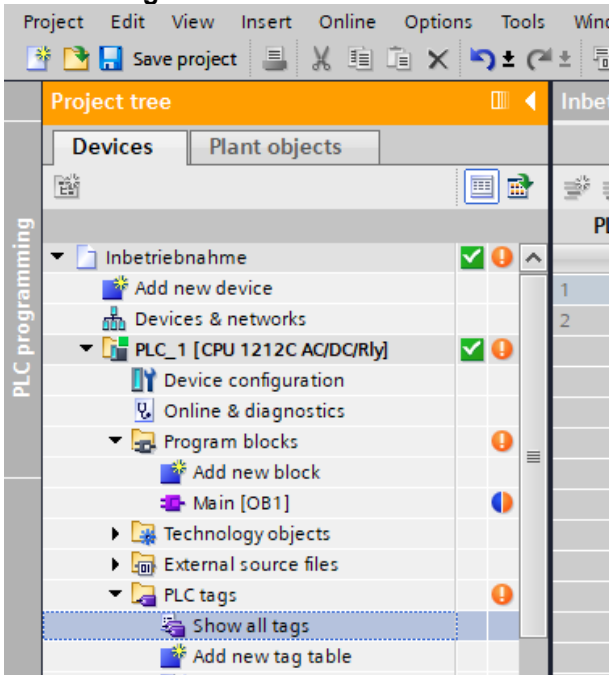 Project Edit View Insert Online Options Tools
Save project
Project tree
Devices Plant objects
PLC programming
Inbetriebnahme
Add new device
Devices & networks
PLC_1 [CPU 1212C AC/DC/Rly]
Device configuration
Online & diagnostics
Program blocks
Add new block
Main [OB1]
Technology objects
External source files
PLC tags
Show all tags
Add new tag table
1
2